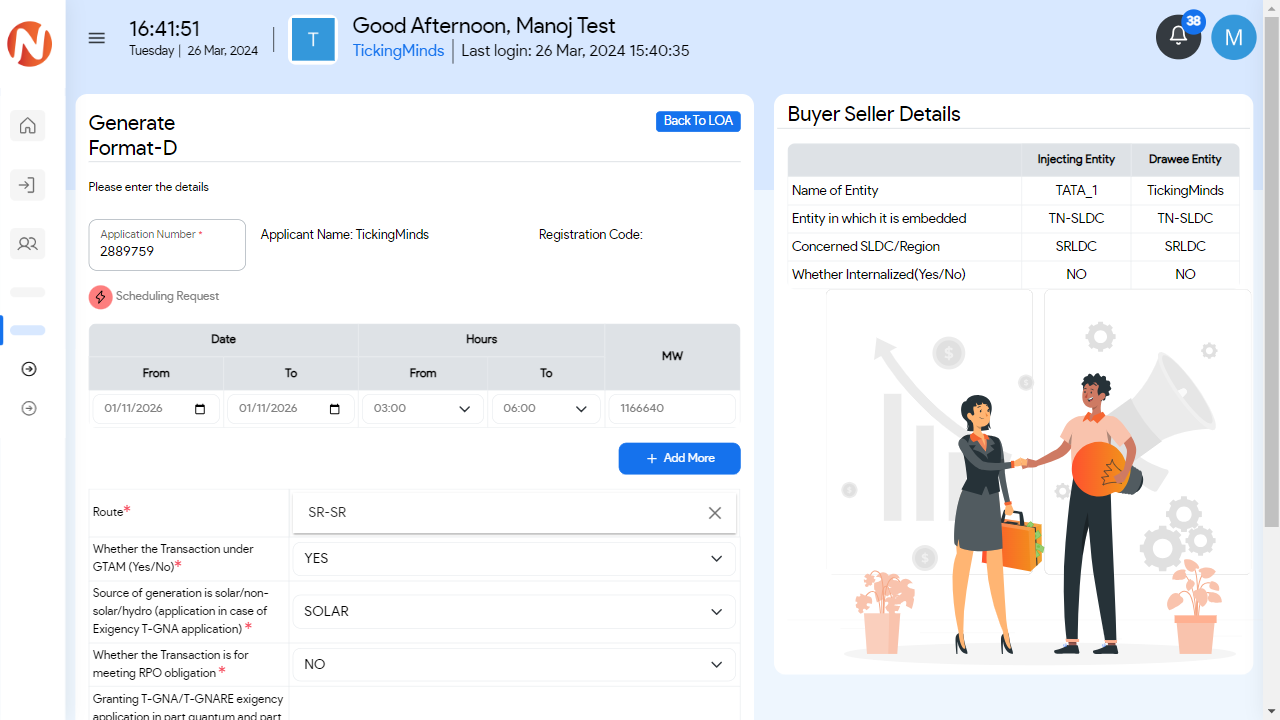 16:41:51
Tuesday | 26 Mar, 2024
T
Good Afternoon, Manoj Test
TickingMinds | Last login: 26 Mar, 2024 15:40:35
38
M
Generate
Format-D
Back To LOA
Please enter the details
Application Number *
2889759
Applicant Name: TickingMinds
Registration Code:
Scheduling Request
Date Hours MW
From To From To
01/11/2026 01/11/2026 03:00 06:00 1166640
+ Add More
Route* SR-SR
Whether the Transaction under
GTAM (Yes/No)* YES
Source of generation is solar/non-
solar/hydro (application in case of
Exigency T-GNA application) * SOLAR
Whether the Transaction is for
meeting RPO obligation * NO
Granting T-GNA/T-GNARE exigency
application in part quantum and part
Buyer Seller Details
Injecting Entity Drawee Entity
Name of Entity TATA_1 TickingMinds
Entity in which it is embedded TN-SLDC TN-SLDC
Concerned SLDC/Region SRLDC SRLDC
Whether Internalized(Yes/No) NO NO